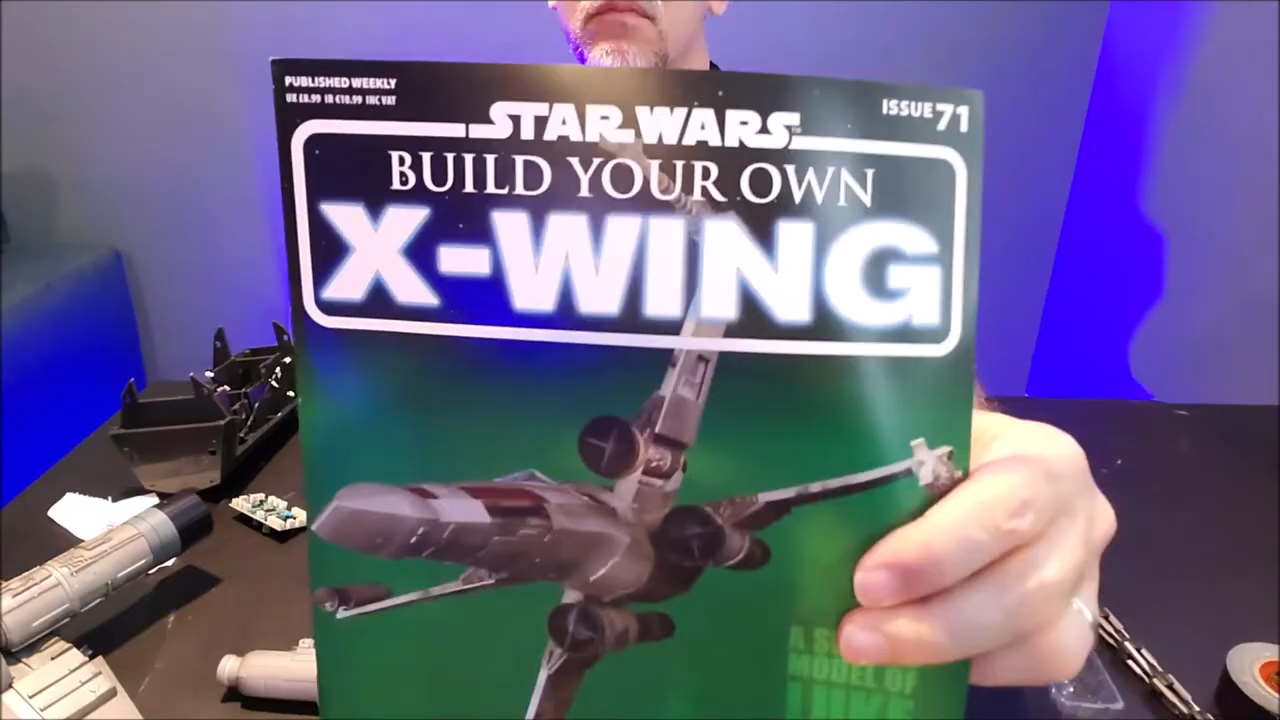 PUBLISHED WEEKLY
UK £8.99 IR €10.99 INC VAT
ISSUE 71
STAR WARS™
BUILD YOUR OWN
X-WING
MODEL OF
LUKE